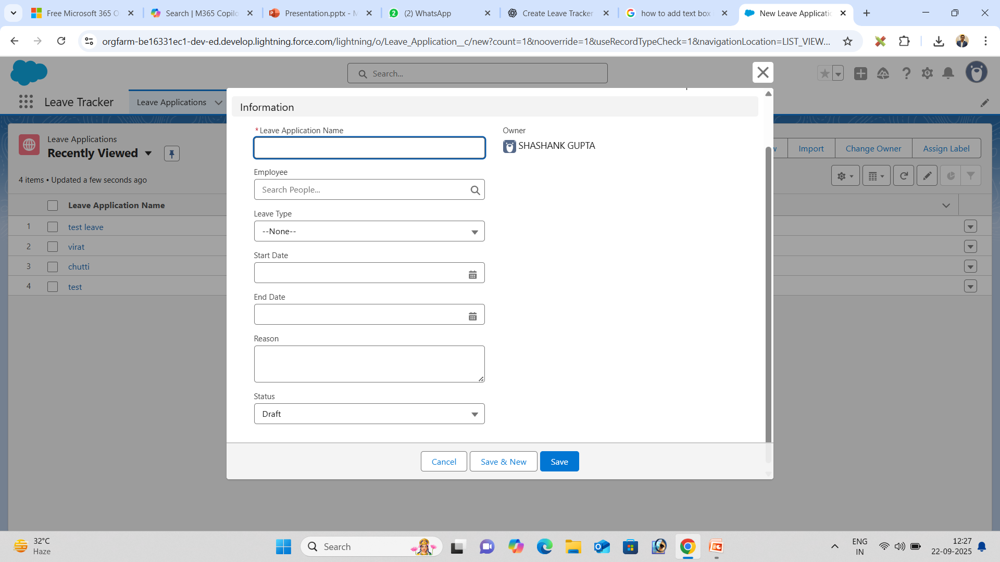 Free Microsoft 365 O
Search | M365 Copilo
Presentation.pptx - M
(2) WhatsApp
Create Leave Tracker
how to add text box
New Leave Applicatio
orgfarm-be16331ec1-dev-ed.develop.lightning.force.com/lightning/o/Leave_Application__c/new?count=1&nooverride=1&useRecordTypeCheck=1&navigationLocation=LIST_VIEW...
Search...
Leave Tracker
Leave Applications
Leave Applications
Recently Viewed
Import
Change Owner
Assign Label
4 items • Updated a few seconds ago
Leave Application Name
1 test leave
2 virat
3 chutti
4 test
Information
*Leave Application Name
Owner
SHASHANK GUPTA
Employee
Search People...
Leave Type
--None--
Start Date
End Date
Reason
Status
Draft
Cancel
Save & New
Save
32°C
Haze
Search
ENG
IN
12:27
22-09-2025